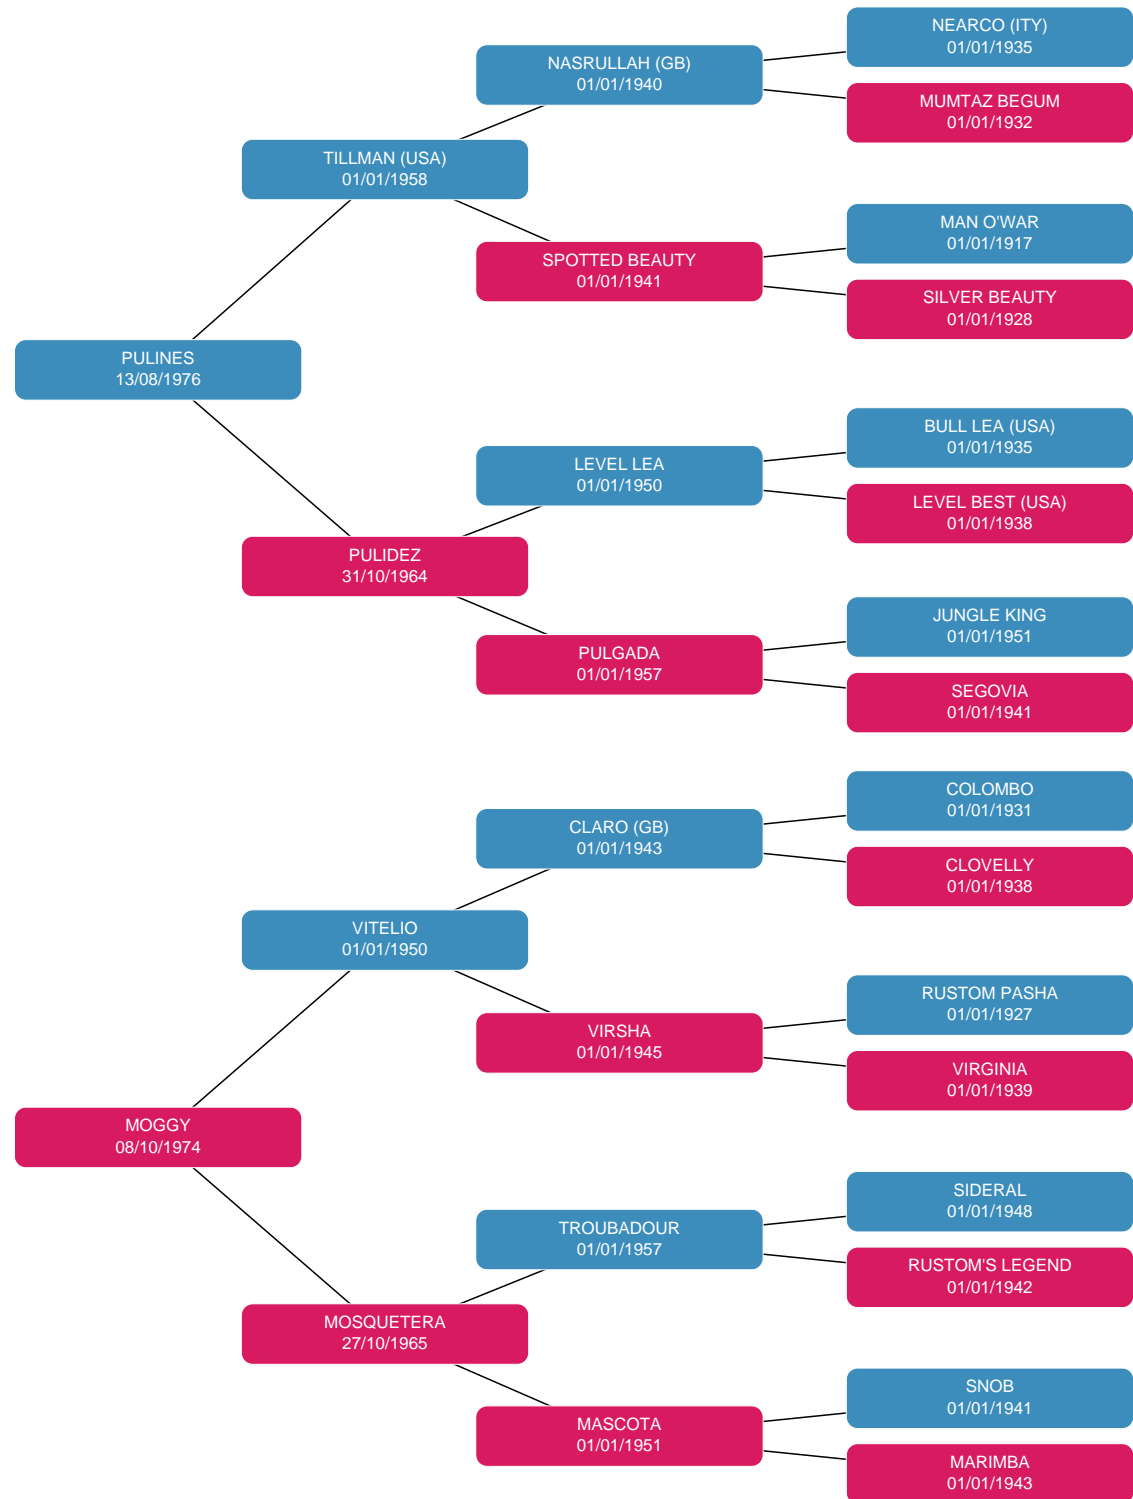 NEARCO (ITY)
01/01/1935
NASRULLAH (GB)
01/01/1940
MUMTAZ BEGUM
01/01/1932
TILLMAN (USA)
01/01/1958
MAN O'WAR
01/01/1917
SPOTTED BEAUTY
01/01/1941
SILVER BEAUTY
01/01/1928
PULINES
13/08/1976
BULL LEA (USA)
01/01/1935
LEVEL LEA
01/01/1950
LEVEL BEST (USA)
01/01/1938
PULIDEZ
31/10/1964
JUNGLE KING
01/01/1951
PULGADA
01/01/1957
SEGOVIA
01/01/1941
COLOMBO
01/01/1931
CLARO (GB)
01/01/1943
CLOVELLY
01/01/1938
VITELIO
01/01/1950
RUSTOM PASHA
01/01/1927
VIRSHA
01/01/1945
VIRGINIA
01/01/1939
MOGGY
08/10/1974
SIDERAL
01/01/1948
TROUBADOUR
01/01/1957
RUSTOM'S LEGEND
01/01/1942
MOSQUETERA
27/10/1965
SNOB
01/01/1941
MASCOTA
01/01/1951
MARIMBA
01/01/1943